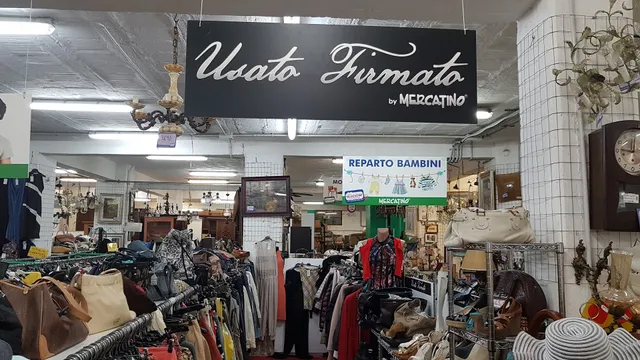 Usato Firmato
by MERCATINO
REPARTO BAMBINI
MERCATINO